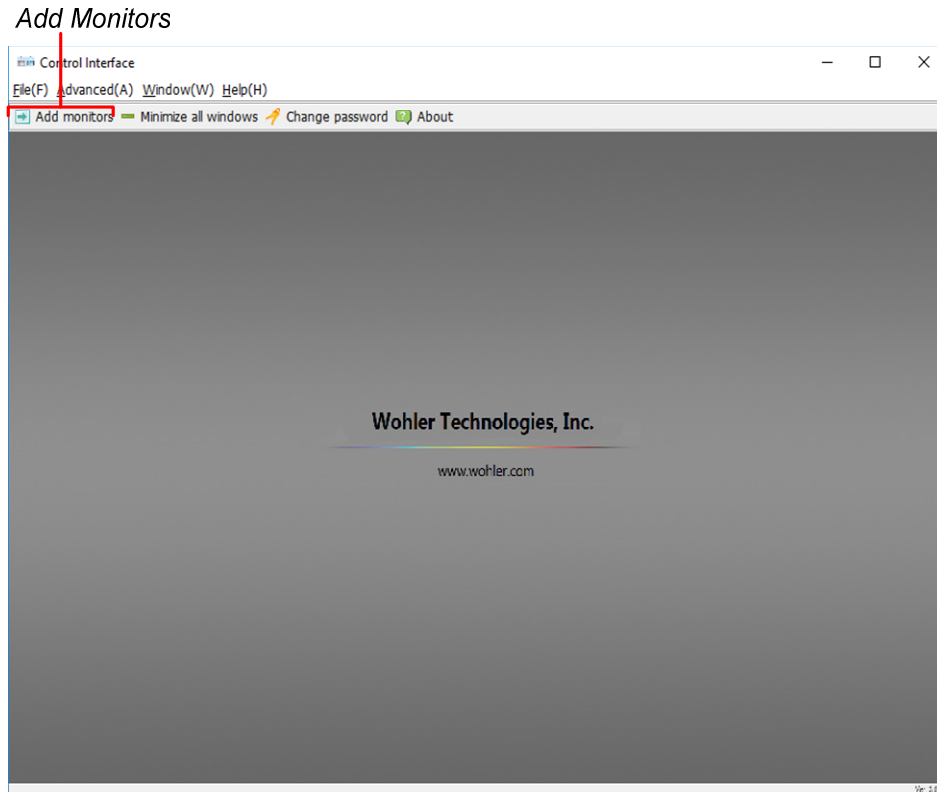 Add Monitors
Control Interface
File(F) Advanced(A) Window(W) Help(H)
Add monitors Minimize all windows Change password About
Wohler Technologies, Inc.
www.wohler.com